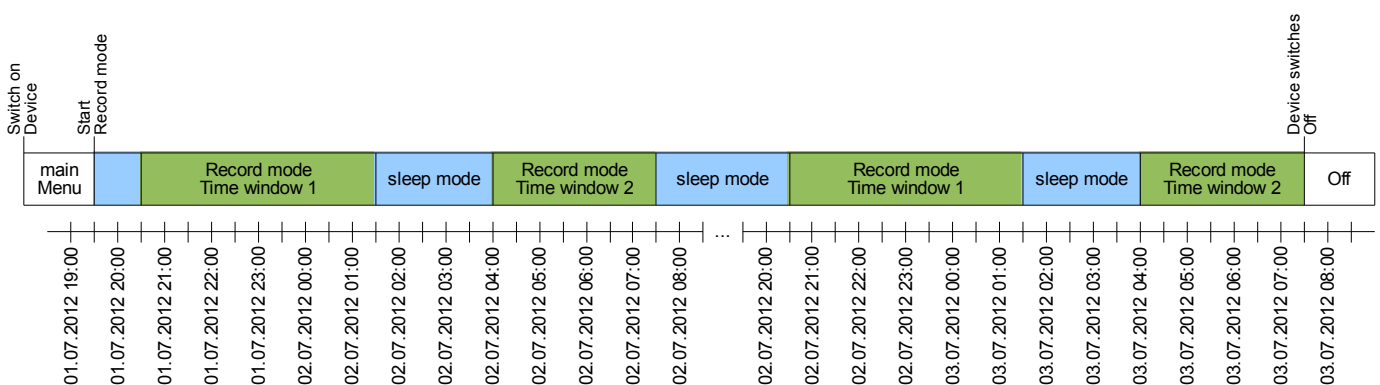 Switch on
Device
Start
Record mode
Device switches
Off
main
Menu
Record mode
Time window 1
sleep mode
Record mode
Time window 2
sleep mode
Record mode
Time window 1
sleep mode
Record mode
Time window 2
Off
...
01.07.2012 19:00
01.07.2012 20:00
01.07.2012 21:00
01.07.2012 22:00
01.07.2012 23:00
02.07.2012 00:00
02.07.2012 01:00
02.07.2012 02:00
02.07.2012 03:00
02.07.2012 04:00
02.07.2012 05:00
02.07.2012 06:00
02.07.2012 07:00
02.07.2012 08:00
02.07.2012 20:00
02.07.2012 21:00
02.07.2012 22:00
02.07.2012 23:00
03.07.2012 00:00
03.07.2012 01:00
03.07.2012 02:00
03.07.2012 03:00
03.07.2012 04:00
03.07.2012 05:00
03.07.2012 06:00
03.07.2012 07:00
03.07.2012 08:00